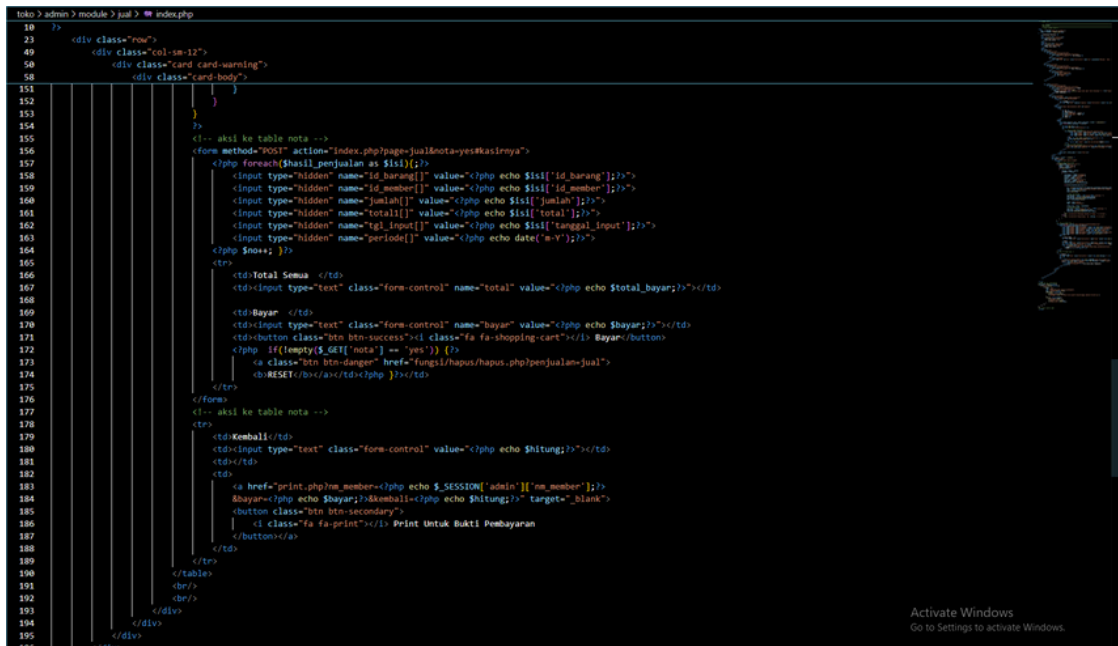 toko > admin > module > jual > index.php
10 ?>
23 <div class="row">
49 <div class="col-sm-12">
50 <div class="card card-warning">
58 <div class="card-body">
151 }
152 }
153 }
154 ?>
155 <!-- aksi ke table nota -->
156 <form method="POST" action="index.php?page=jual&nota=yes#kasirnya">
157 <?php foreach($hasil_penjualan as $isi){;?>
158 <input type="hidden" name="id_barang[]" value="<?php echo $isi['id_barang'];?>">
159 <input type="hidden" name="id_member[]" value="<?php echo $isi['id_member'];?>">
160 <input type="hidden" name="jumlah[]" value="<?php echo $isi['jumlah'];?>">
161 <input type="hidden" name="total1[]" value="<?php echo $isi['total'];?>">
162 <input type="hidden" name="tgl_input[]" value="<?php echo $isi['tanggal_input'];?>">
163 <input type="hidden" name="periode[]" value="<?php echo date('m-Y');?>">
164 <?php $no++; }?>
165 <tr>
166 <td>Total Semua </td>
167 <td><input type="text" class="form-control" name="total" value="<?php echo $total_bayar;?>"></td>
168
169 <td>Bayar </td>
170 <td><input type="text" class="form-control" name="bayar" value="<?php echo $bayar;?>"></td>
171 <td><button class="btn btn-success"><i class="fa fa-shopping-cart"></i> Bayar</button>
172 <?php if(!empty($_GET['nota'] == 'yes')) {?>
173 <a class="btn btn-danger" href="fungsi/hapus/hapus.php?penjualan=jual">
174 <b>RESET</b></a></td><?php }?></td>
175 </tr>
176 </form>
177 <!-- aksi ke table nota -->
178 <tr>
179 <td>Kembali</td>
180 <td><input type="text" class="form-control" value="<?php echo $hitung;?>"></td>
181 <td></td>
182 <td>
183 <a href="print.php?nm_member=<?php echo $_SESSION['admin']['nm_member'];?>
184 &bayar=<?php echo $bayar;?>&kembali=<?php echo $hitung;?>" target="_blank">
185 <button class="btn btn-secondary">
186 <i class="fa fa-print"></i> Print Untuk Bukti Pembayaran
187 </button></a>
188 </td>
189 </tr>
190 </table>
191 <br/>
192 <br/>
193 </div>
194 </div>
195 </div>
Activate Windows
Go to Settings to activate Windows.